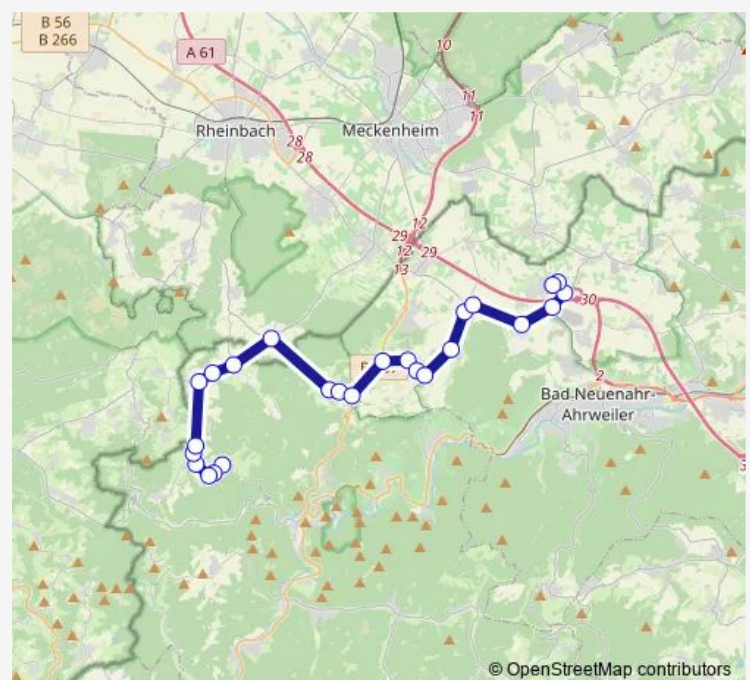 B 56
B 266
A 61
10
11
11
Rheinbach
Meckenheim
28
28
12
29
12
29
13
30
2
Bad Neuenahr-
Ahrweiler
© OpenStreetMap contributors